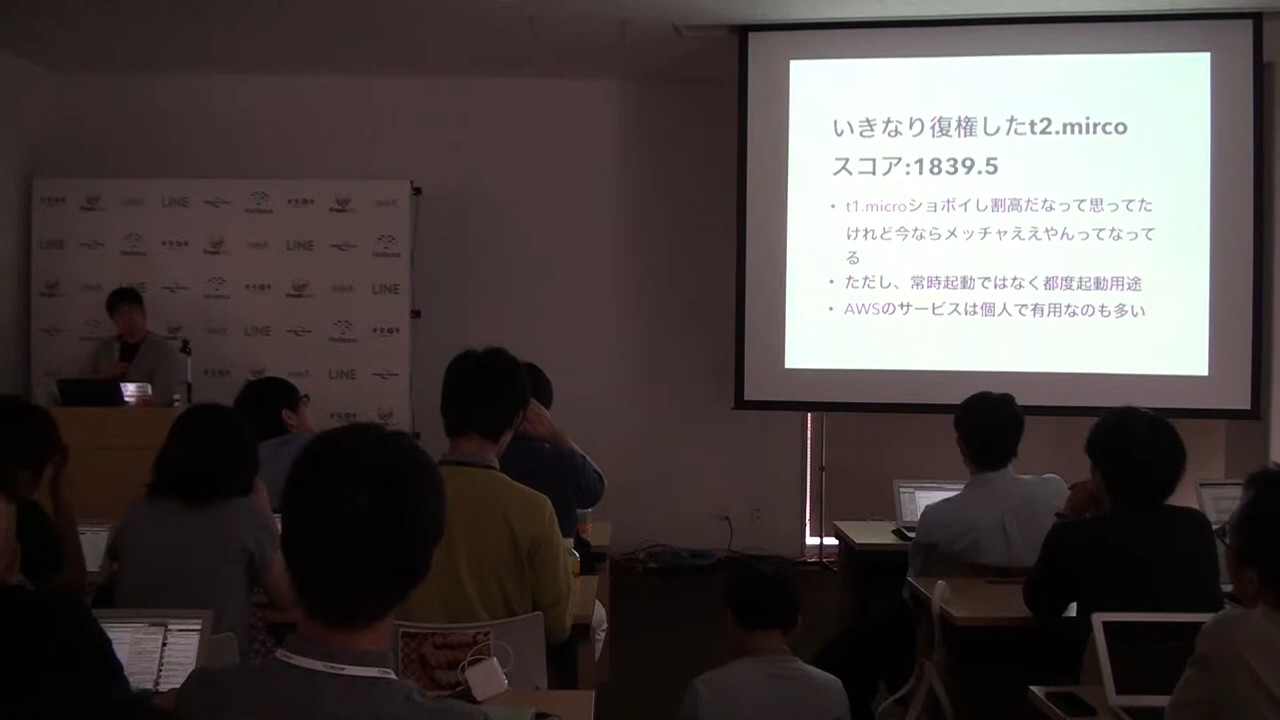 いきなり復権したt2.mirco
スコア:1839.5
• t1.microショボイし割高だなって思ってた
けれど今ならメッチャええやんってなって
る
• ただし、常時起動ではなく都度起動用途
• AWSのサービスは個人で有用なのも多い
LINE
LINE
LINE
LINE
LINE
LINE